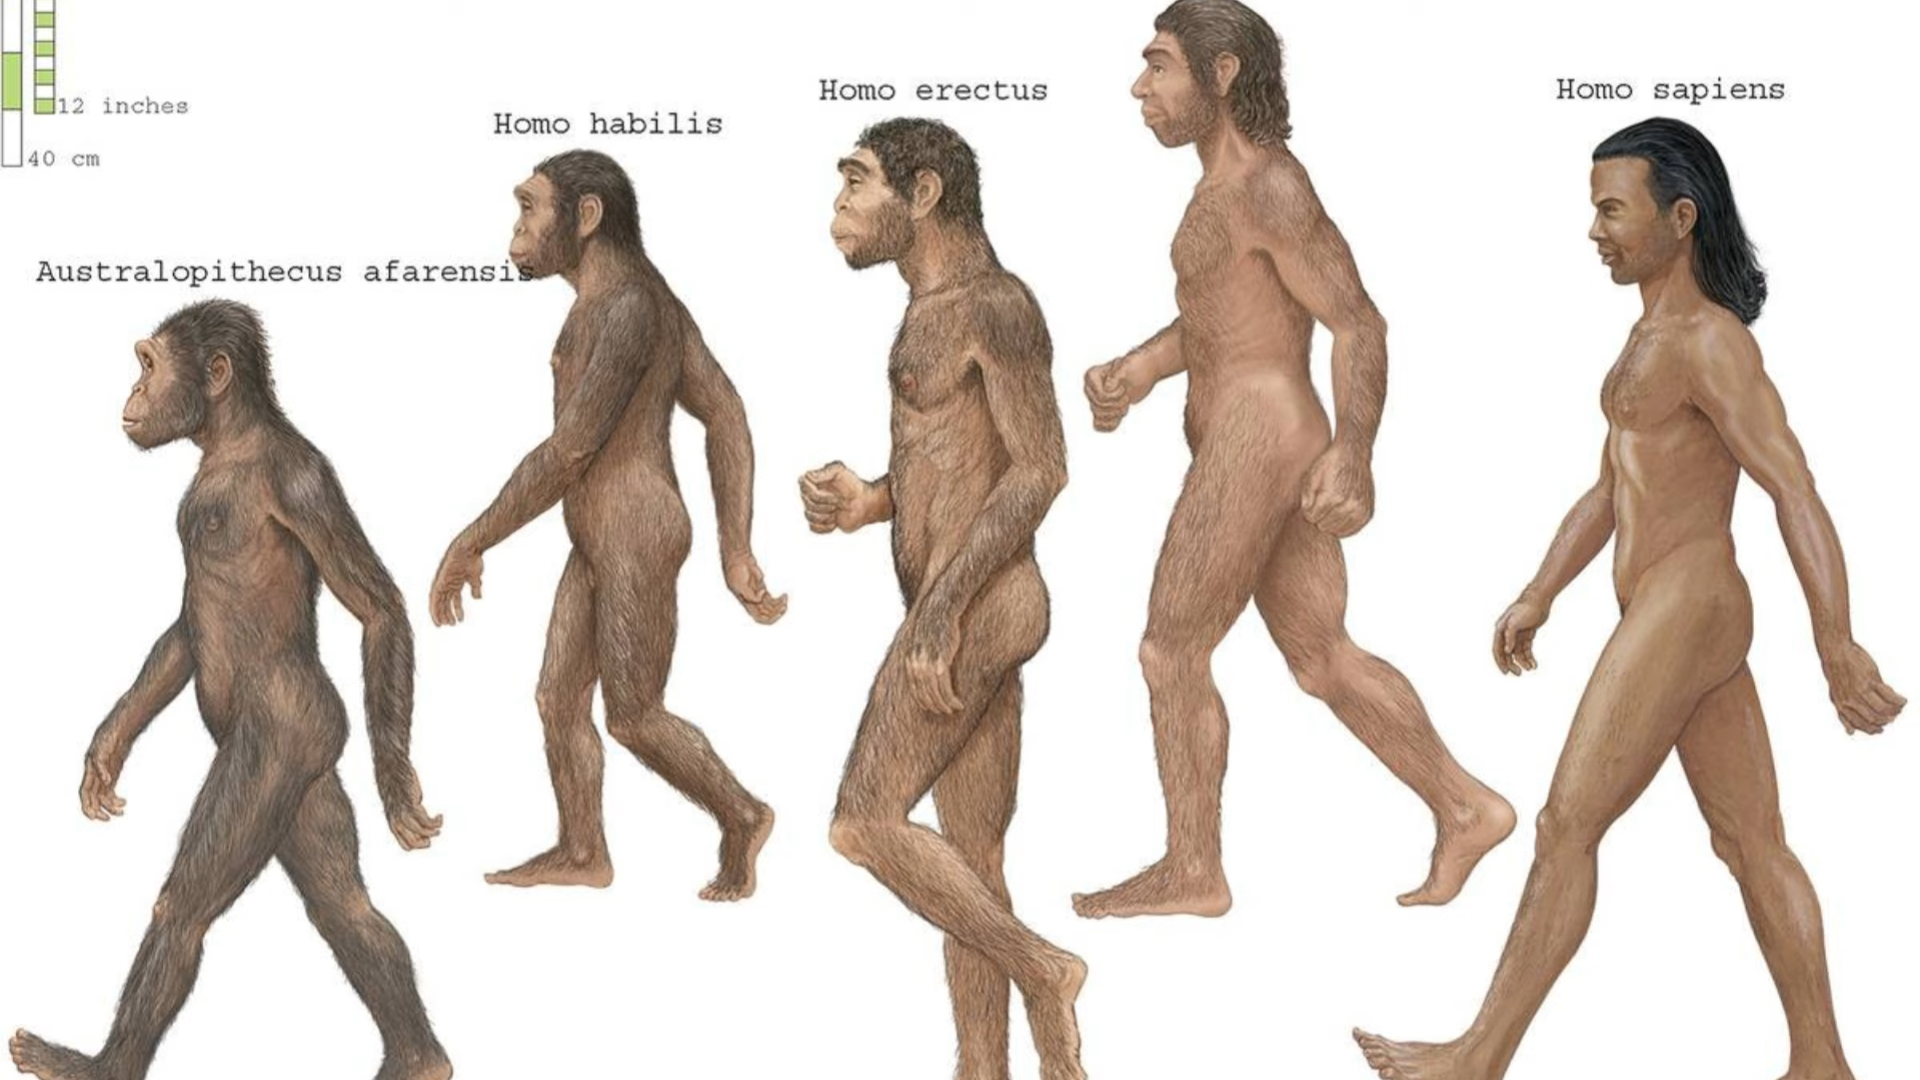 12 inches
40 cm
Australopithecus afarensis
Homo habilis
Homo erectus
Homo sapiens